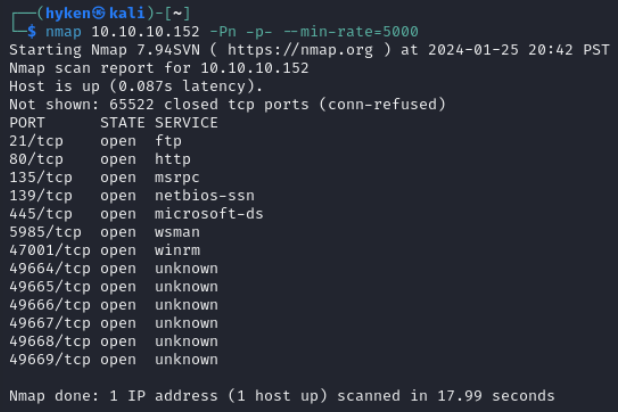 ┌──(hyken㉿kali)-[~]
└─$ nmap 10.10.10.152 -Pn -p- --min-rate=5000
Starting Nmap 7.94SVN ( https://nmap.org ) at 2024-01-25 20:42 PST
Nmap scan report for 10.10.10.152
Host is up (0.087s latency).
Not shown: 65522 closed tcp ports (conn-refused)
PORT      STATE SERVICE
21/tcp    open  ftp
80/tcp    open  http
135/tcp   open  msrpc
139/tcp   open  netbios-ssn
445/tcp   open  microsoft-ds
5985/tcp  open  wsman
47001/tcp open  winrm
49664/tcp open  unknown
49665/tcp open  unknown
49666/tcp open  unknown
49667/tcp open  unknown
49668/tcp open  unknown
49669/tcp open  unknown
Nmap done: 1 IP address (1 host up) scanned in 17.99 seconds